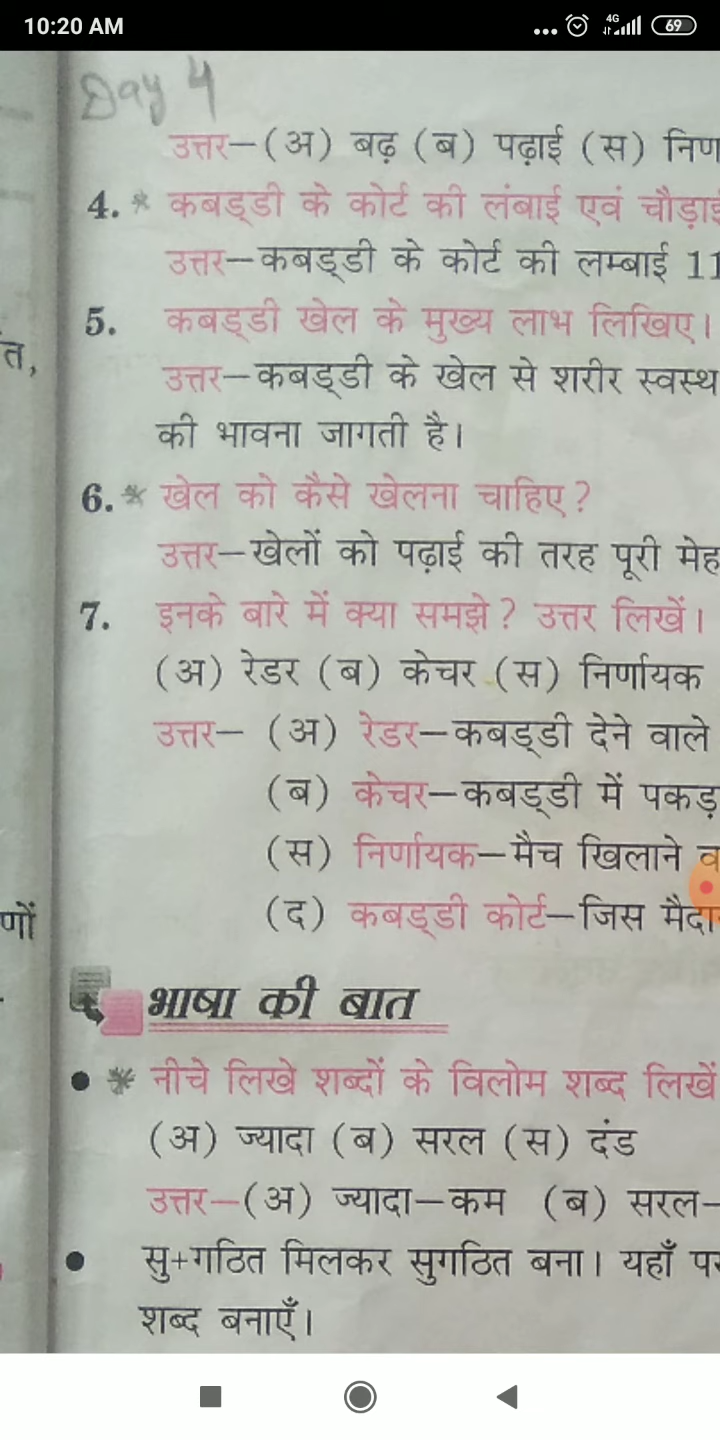 10:20 AM
4G
69
Day 4
उत्तर–(अ) बढ़ (ब) पढ़ाई (स)
4. * कबड्डी के कोर्ट की लंबाई एवं
उत्तर–कबड्डी के कोर्ट की लम्बाई 11
5. कबड्डी खेल के मुख्य लाभ लिखिए।
त,
उत्तर–कबड्डी के खेल से शरीर स्वस्थ
की भावना जागती है।
6. * खेल को कैसे खेलना चाहिए?
उत्तर–खेलों को पढ़ाई की तरह पूरी
7. इनके बारे में क्या समझे? उत्तर लिखें।
(अ) रेडर (ब) केचर (स) निर्णायक
उत्तर– (अ) रेडर–कबड्डी देने वाले
(ब) केचर–कबड्डी में पकड़
(स) निर्णायक–मैच खिलाने
णों
(द) कबड्डी कोर्ट–जिस
भाषा की बात
• * नीचे लिखे शब्दों के विलोम शब्द लिखें
(अ) ज्यादा (ब) सरल (स) दंड
उत्तर–(अ) ज्यादा–कम (ब) सरल–
• सु+गठित मिलकर सुगठित बना। यहाँ
शब्द बनाएँ।